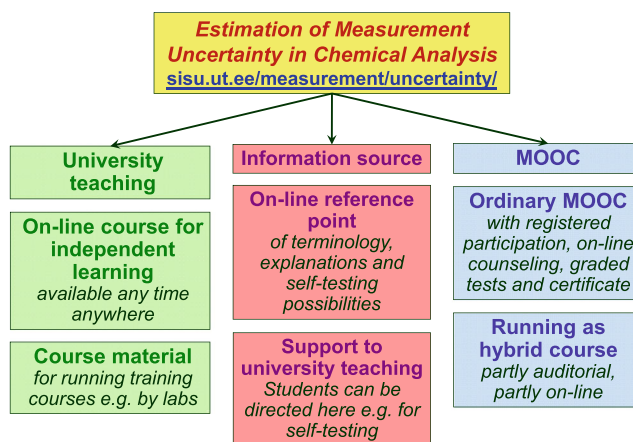 Estimation of Measurement
Uncertainty in Chemical Analysis
sisu.ut.ee/measurement/uncertainty/
University
teaching
On-line course for
independent
learning
available any time
anywhere
Course material
for running training
courses e.g. by labs
Information source
On-line reference
point
of terminology,
explanations and
self-testing
possibilities
Support to
university teaching
Students can be
directed here e.g. for
self-testing
MOOC
Ordinary MOOC
with registered
participation, on-line
counseling, graded
tests and certificate
Running as
hybrid course
partly auditorial,
partly on-line